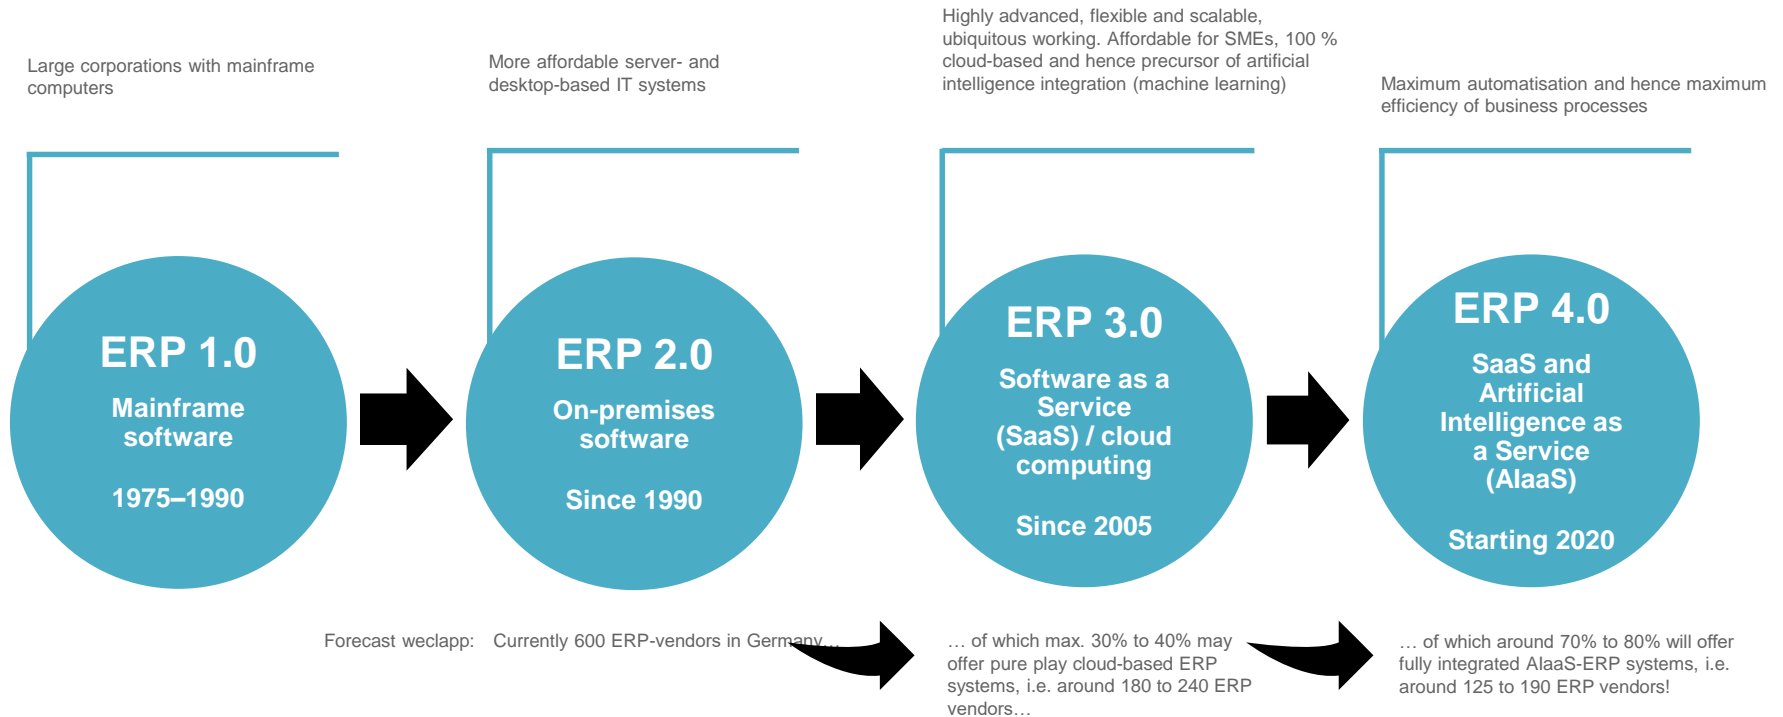 Large corporations with mainframe
computers
More affordable server- and
desktop-based IT systems
Highly advanced, flexible and scalable,
ubiquitous working. Affordable for SMEs, 100 %
cloud-based and hence precursor of artificial
intelligence integration (machine learning)
Maximum automatisation and hence maximum
efficiency of business processes
ERP 1.0
Mainframe
software
1975–1990
ERP 2.0
On-premises
software
Since 1990
ERP 3.0
Software as a
Service
(SaaS) / cloud
computing
Since 2005
ERP 4.0
SaaS and
Artificial
Intelligence as
a Service
(AIaaS)
Starting 2020
Forecast weclapp:
Currently 600 ERP-vendors in Germany…
… of which max. 30% to 40% may
offer pure play cloud-based ERP
systems, i.e. around 180 to 240 ERP
vendors…
… of which around 70% to 80% will offer
fully integrated AIaaS-ERP systems, i.e.
around 125 to 190 ERP vendors!